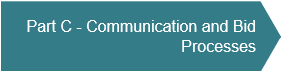 Part C - Communication and Bid
Processes